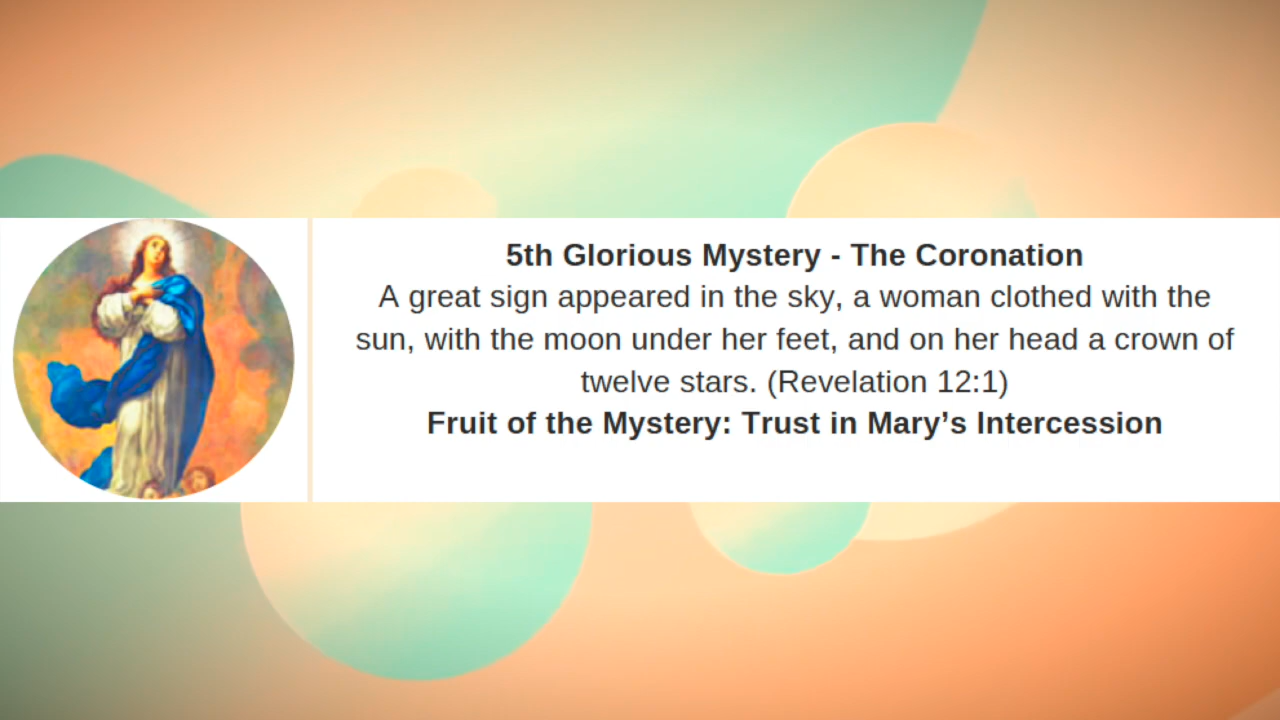 5th Glorious Mystery - The Coronation
A great sign appeared in the sky, a woman clothed with the
sun, with the moon under her feet, and on her head a crown of
twelve stars. (Revelation 12:1)
Fruit of the Mystery: Trust in Mary’s Intercession